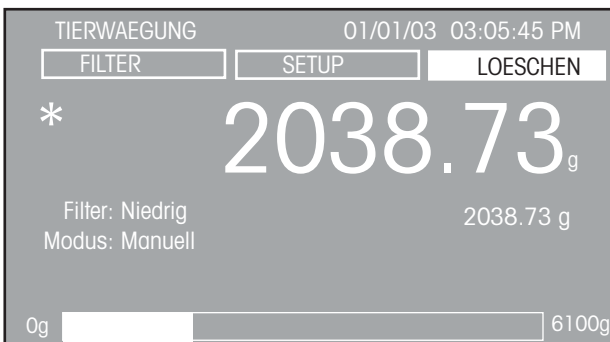 TIERWAEGUNG 01/01/03 03:05:45 PM
FILTER SETUP LOESCHEN
* 2038.73 g
Filter: Niedrig 2038.73 g
Modus: Manuell
0g 6100g